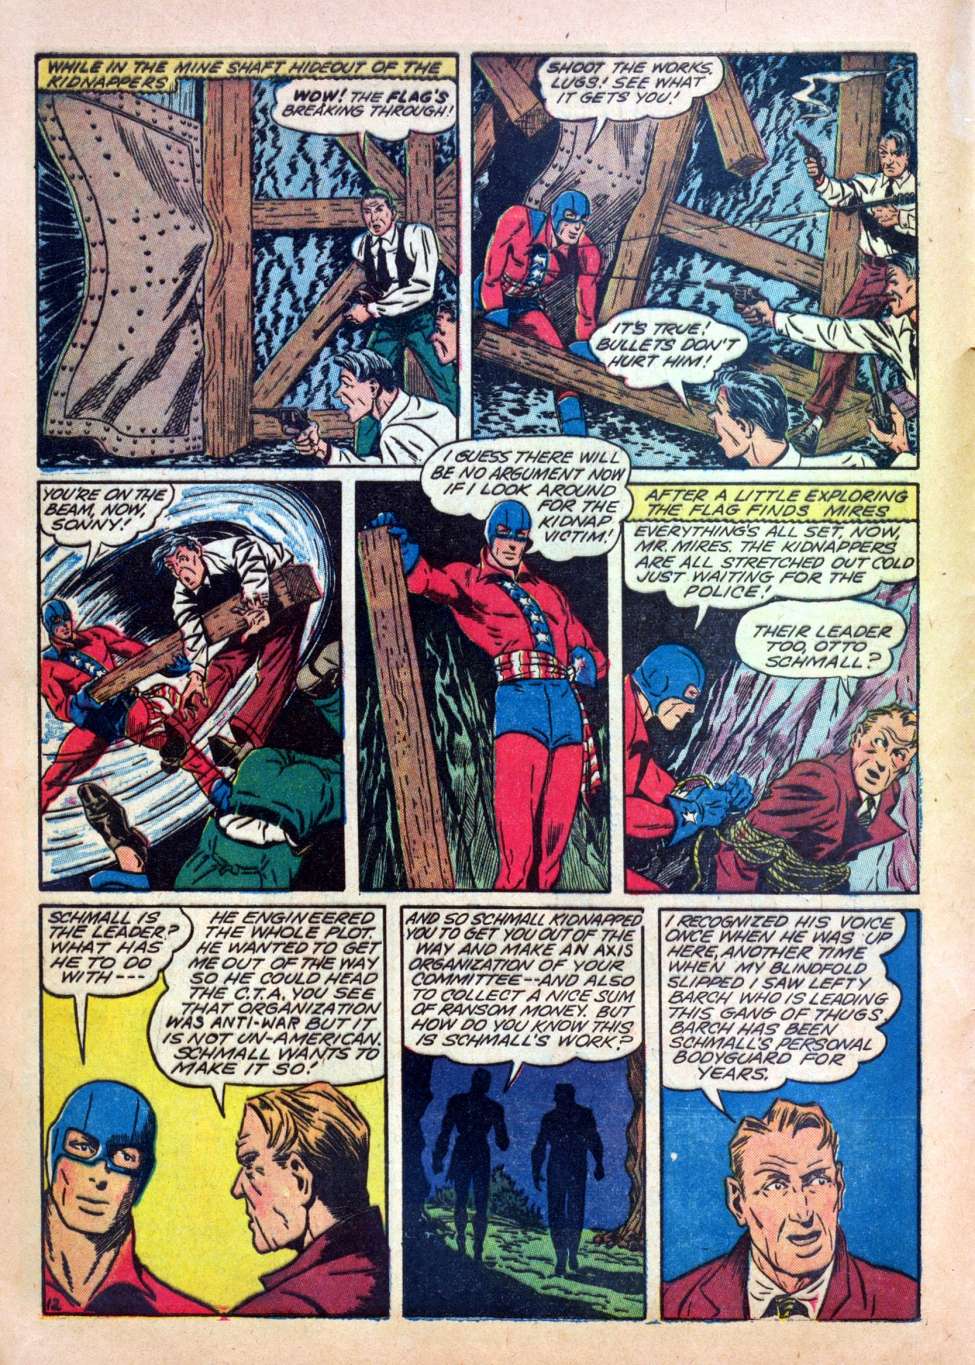 WHILE IN THE MINE SHAFT HIDEOUT OF THE
KIDNAPPERS
WOW! THE FLAG'S
BREAKING THROUGH!
SHOOT THE WORKS,
LUGS! SEE WHAT
IT GETS YOU!
IT'S TRUE!
BULLETS DON'T
HURT HIM!
YOU'RE ON THE
BEAM, NOW,
SONNY!
I GUESS THERE WILL
BE NO ARGUMENT NOW
IF I LOOK AROUND
FOR THE
KIDNAP
VICTIM!
AFTER A LITTLE EXPLORING
THE FLAG FINDS MIRES
EVERYTHING'S ALL SET, NOW,
MR. MIRES. THE KIDNAPPERS
ARE ALL STRETCHED OUT COLD
JUST WAITING FOR THE
POLICE!
THEIR LEADER
TOO, OTTO
SCHMALL?
SCHMALL IS
THE LEADER?
WHAT HAS
HE TO DO
WITH---
HE ENGINEERED
THE WHOLE PLOT.
HE WANTED TO GET
ME OUT OF THE WAY
SO HE COULD HEAD
THE C.T.A. YOU SEE
THAT ORGANIZATION
WAS ANTI-WAR BUT IT
IS NOT UN-AMERICAN.
SCHMALL WANTS TO
MAKE IT SO!
AND SO SCHMALL KIDNAPPED
YOU TO GET YOU OUT OF THE
WAY AND MAKE AN AXIS
ORGANIZATION OF YOUR
COMMITTEE--AND ALSO
TO COLLECT A NICE SUM
OF RANSOM MONEY. BUT
HOW DO YOU KNOW THIS
IS SCHMALL'S WORK?
I RECOGNIZED HIS VOICE
ONCE WHEN HE WAS UP
HERE, ANOTHER TIME
WHEN MY BLINDFOLD
SLIPPED I SAW LEFTY
BARCH WHO IS LEADING
THIS GANG OF THUGS.
BARCH HAS BEEN
SCHMALL'S PERSONAL
BODYGUARD FOR
YEARS.
12